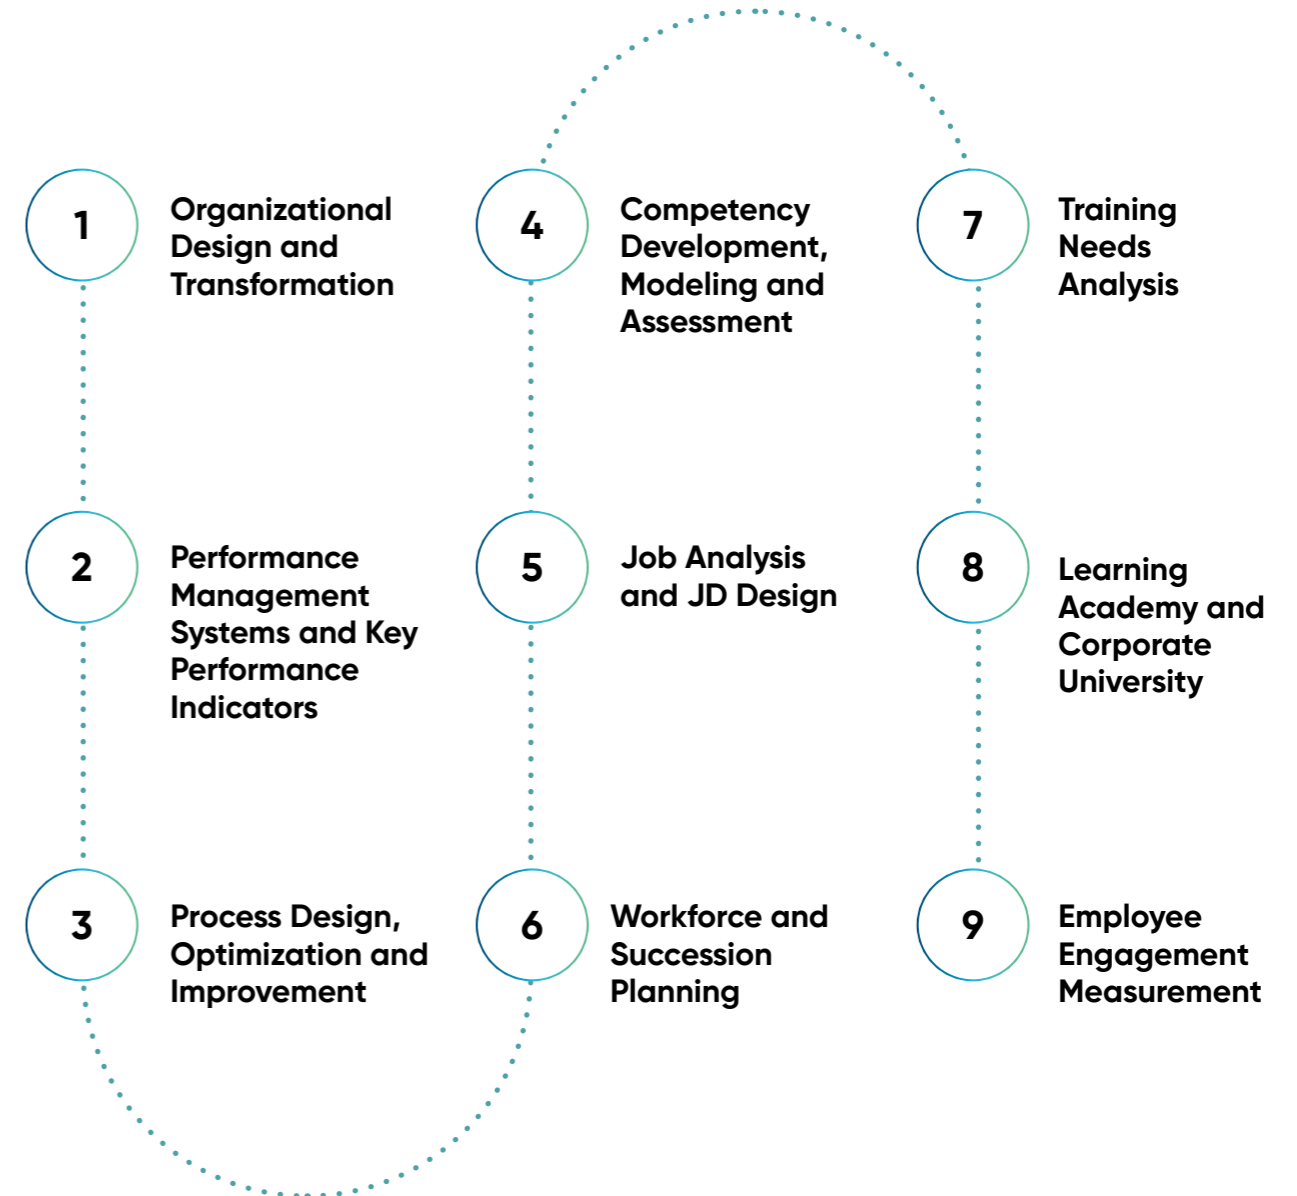 1
Organizational
Design and
Transformation
2
Performance
Management
Systems and Key
Performance
Indicators
3
Process Design,
Optimization and
Improvement
4
Competency
Development,
Modeling and
Assessment
5
Job Analysis
and JD Design
6
Workforce and
Succession
Planning
7
Training
Needs
Analysis
8
Learning
Academy and
Corporate
University
9
Employee
Engagement
Measurement